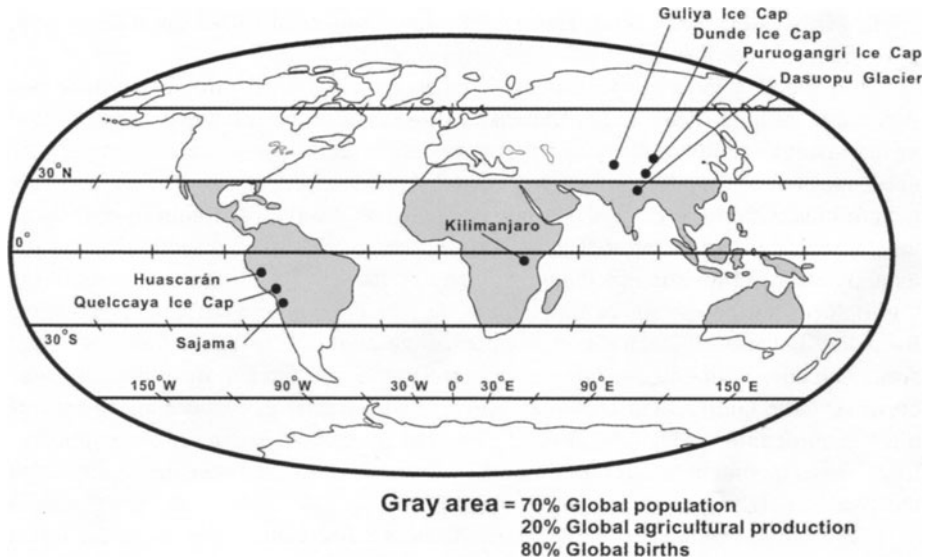 Guliya Ice Cap
Dunde Ice Cap
Puruogangri Ice Cap
Dasuopu Glacier
30°N
Kilimanjaro
0°
Huascarán
Quelccaya Ice Cap
30°S
Sajama
150°W
90°W
30°W
0°
30°E
90°E
150°E
Gray area = 70% Global population
20% Global agricultural production
80% Global births